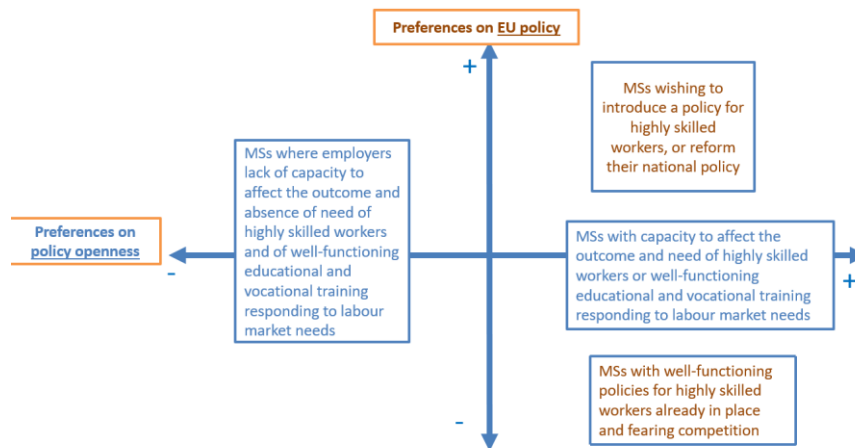 Preferences on EU policy
+
MSs wishing to
introduce a policy for
highly skilled
workers, or reform
their national policy
MSs where employers
lack of capacity to
affect the outcome and
absence of need of
highly skilled workers
and of well-functioning
educational and
vocational training
responding to labour
market needs
Preferences on
policy openness
-
MSs with capacity to affect the
outcome and need of highly skilled
workers or well-functioning
educational and vocational training
responding to labour market needs
+
MSs with well-functioning
policies for highly skilled
workers already in place
and fearing competition
-